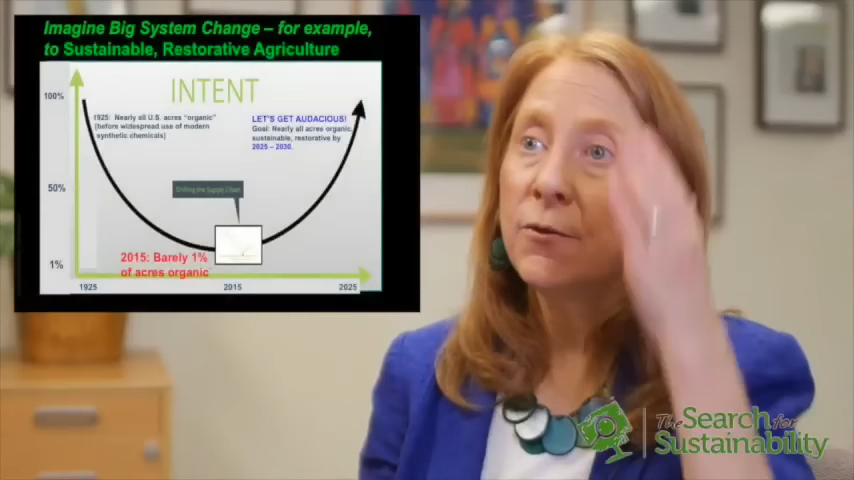 Imagine Big System Change – for example,
to Sustainable, Restorative Agriculture
INTENT
100%
1925: Nearly all U.S. acres "organic"
(before widespread use of modern
synthetic chemicals)
LET'S GET AUDACIOUS!
Goal: Nearly all acres organic,
sustainable, restorative by
2025 – 2030.
50%
Shifting the Supply Chain
2015: Barely 1%
of acres organic
1%
1925
2015
2025
The Search for
Sustainability